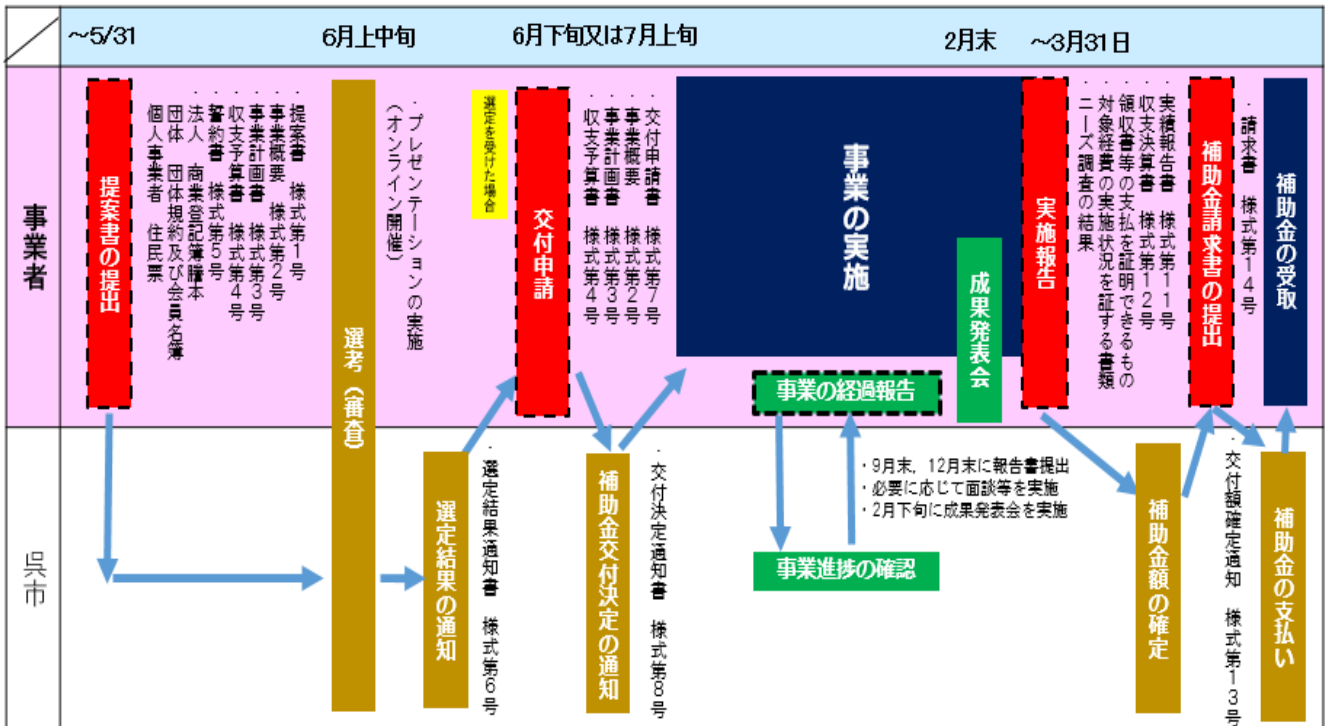 ～5/31
6月上中旬
6月下旬又は7月上旬
2月末
～3月31日
事業者
提案書の提出
・提案書　様式第1号
・事業概要　様式第2号
・事業計画書　様式第3号
・収支予算書　様式第4号
・誓約書　様式第5号
・法人　商業登記簿謄本
団体　団体規約及び会員名簿
個人事業者　住民票
選考（審査）
・プレゼンテーションの実施
（オンライン開催）
選定を受けた場合
交付申請
・交付申請書　様式第7号
・事業概要　様式第2号
・事業計画書　様式第3号
・収支予算書　様式第4号
事業の実施
事業の経過報告
成果発表会
実施報告
・実績報告書　様式第11号
・収支決算書　様式第12号
・領収書等の支払を証明できるもの
・対象経費の実施状況を証する書類
・ニーズ調査の結果
補助金請求書の提出
・請求書　様式第14号
補助金の受取
呉市
選定結果の通知
・選定結果通知書　様式第6号
補助金交付決定の通知
・交付決定通知書　様式第8号
・9月末，12月末に報告書提出
・必要に応じて面談等を実施
・2月下旬に成果発表会を実施
事業進捗の確認
補助金額の確定
・交付額確定通知　様式第13号
補助金の支払い